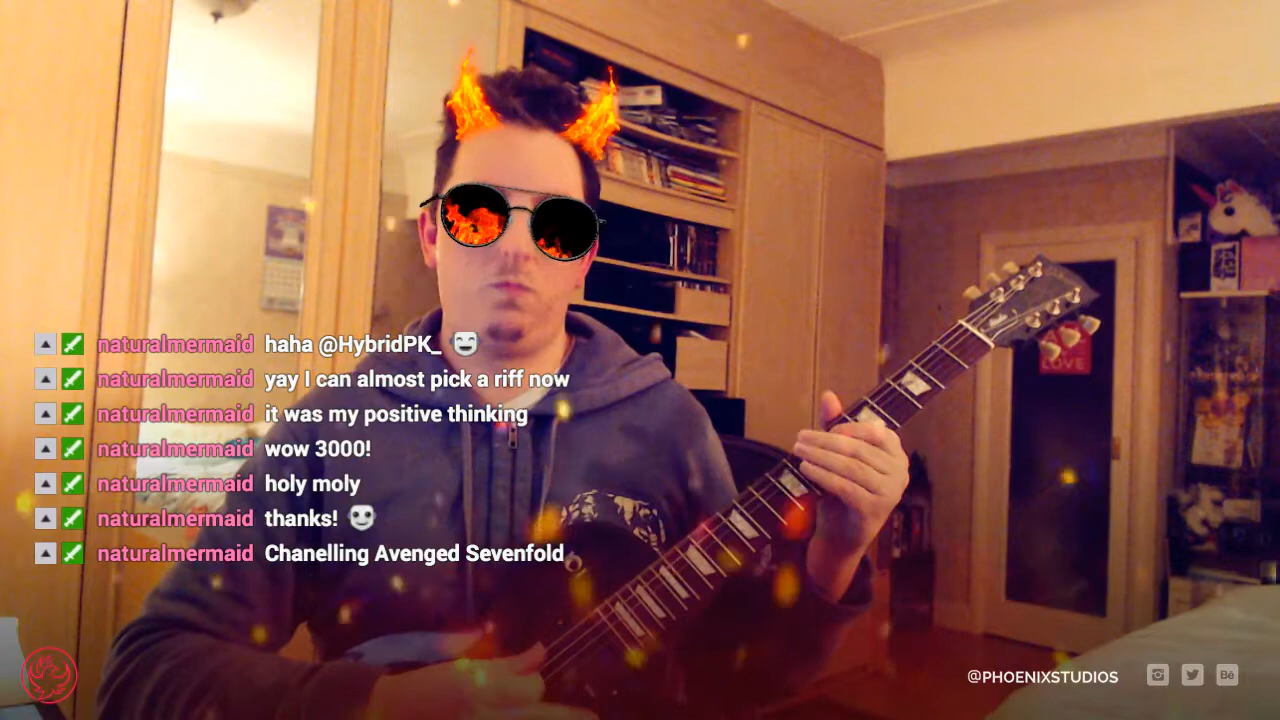 naturalmermaid haha @HybridPK_
naturalmermaid yay I can almost pick a riff now
naturalmermaid it was my positive thinking
naturalmermaid wow 3000!
naturalmermaid holy moly
naturalmermaid thanks!
naturalmermaid Chanelling Avenged Sevenfold
LOVE
@PHOENIXSTUDIOS
Bē